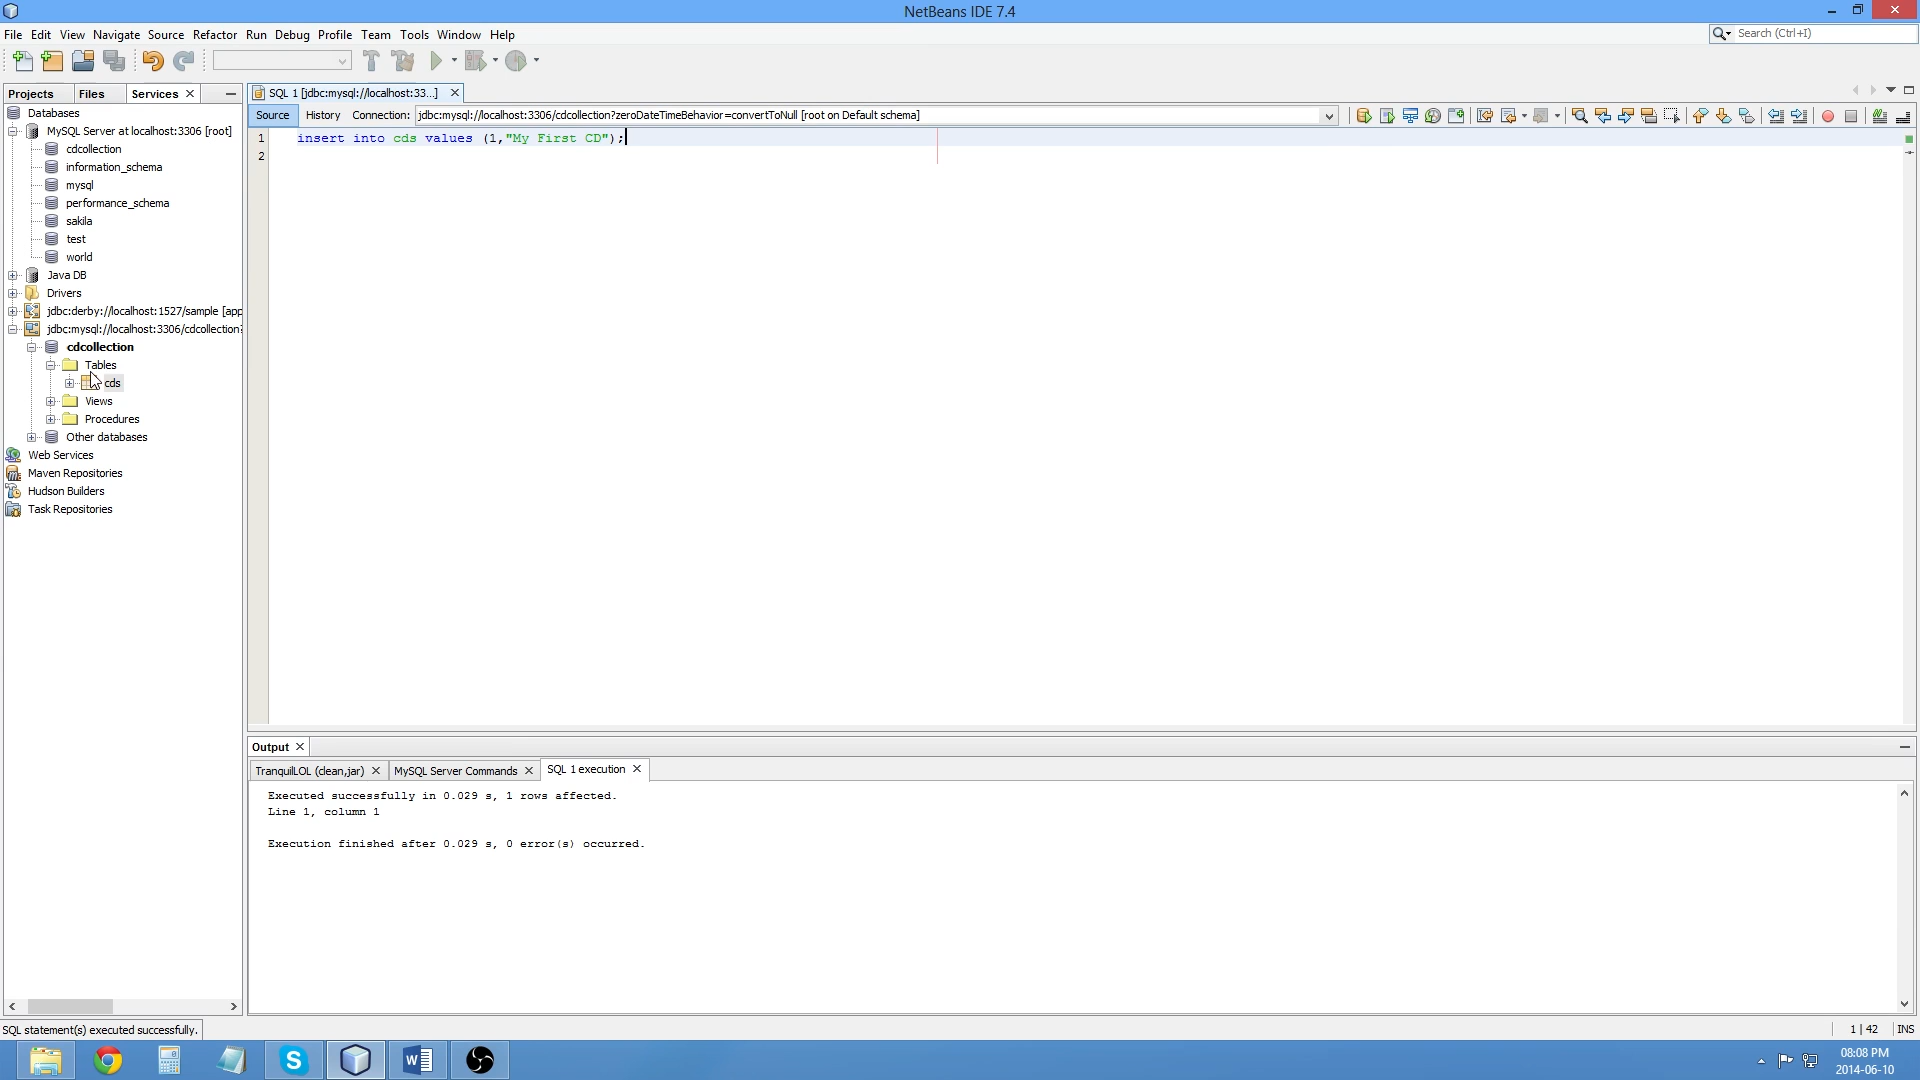 NetBeans IDE 7.4
File Edit View Navigate Source Refactor Run Debug Profile Team Tools Window Help
Search (Ctrl+I)
Projects Files Services
SQL 1 [jdbc:mysql://localhost:33...]
Source History Connection: jdbc:mysql://localhost:3306/cdcollection?zeroDateTimeBehavior=convertToNull [root on Default schema]
Databases
MySQL Server at localhost:3306 [root]
cdcollection
information_schema
mysql
performance_schema
sakila
test
world
Java DB
Drivers
jdbc:derby://localhost:1527/sample [app
jdbc:mysql://localhost:3306/cdcollection?
cdcollection
Tables
cds
Views
Procedures
Other databases
Web Services
Maven Repositories
Hudson Builders
Task Repositories
1 insert into cds values (1,"My First CD");
2
Output
TranquilLOL (clean,jar) MySQL Server Commands SQL 1 execution
Executed successfully in 0.029 s, 1 rows affected.
Line 1, column 1
Execution finished after 0.029 s, 0 error(s) occurred.
SQL statement(s) executed successfully.
1 | 42 INS
08:08 PM
2014-06-10